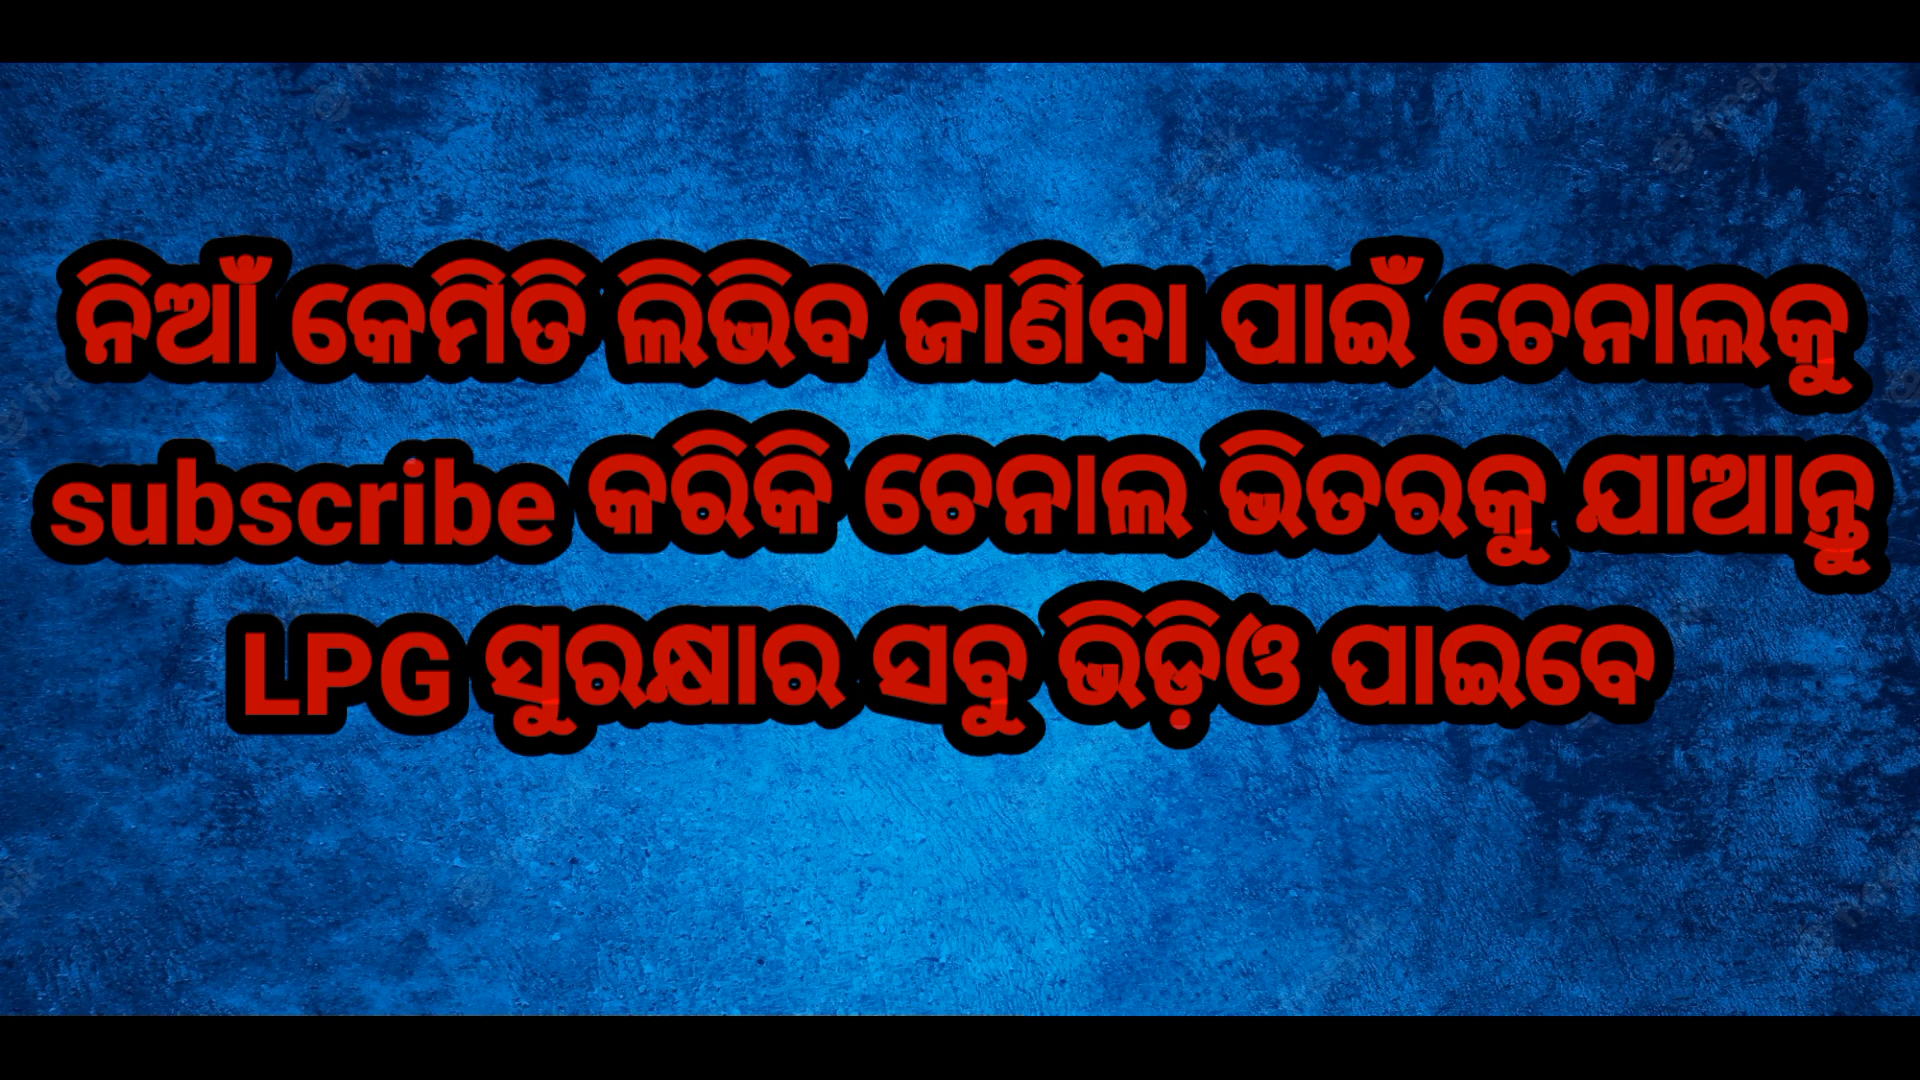 ନିଆଁ କେମିତି ଲିଭିବ ଜାଣିବା ପାଇଁ ଚେନାଲକୁ
subscribe କରିକି ଚେନାଲ ଭିତରକୁ ଯାଆନ୍ତୁ
LPG ସୁରକ୍ଷାର ସବୁ ଭିଡ଼ିଓ ପାଇବେ